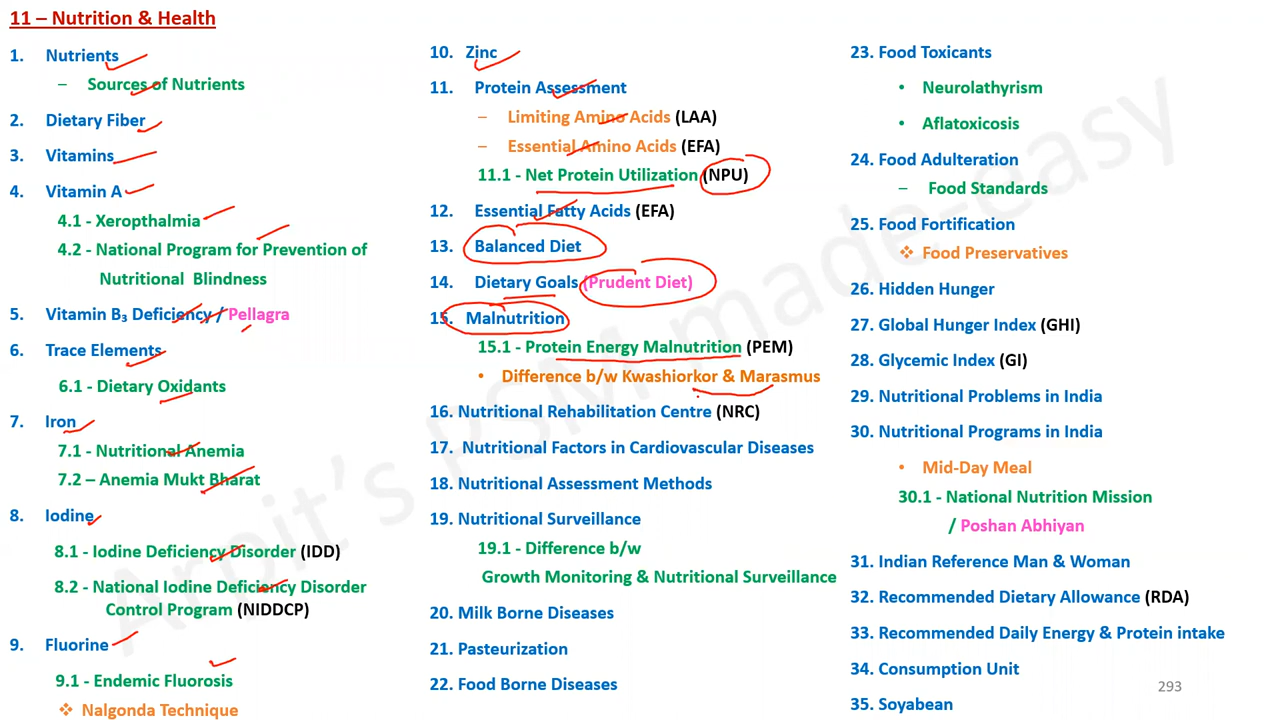 11 – Nutrition & Health
1. Nutrients
– Sources of Nutrients
2. Dietary Fiber
3. Vitamins
4. Vitamin A
4.1 - Xeropthalmia
4.2 - National Program for Prevention of
Nutritional Blindness
5. Vitamin B₃ Deficiency / Pellagra
6. Trace Elements
6.1 - Dietary Oxidants
7. Iron
7.1 - Nutritional Anemia
7.2 – Anemia Mukt Bharat
8. Iodine
8.1 - Iodine Deficiency Disorder (IDD)
8.2 - National Iodine Deficiency Disorder
Control Program (NIDDCP)
9. Fluorine
9.1 - Endemic Fluorosis
❖ Nalgonda Technique
10. Zinc
11. Protein Assessment
– Limiting Amino Acids (LAA)
– Essential Amino Acids (EFA)
11.1 - Net Protein Utilization (NPU)
12. Essential Fatty Acids (EFA)
13. Balanced Diet
14. Dietary Goals (Prudent Diet)
15. Malnutrition
15.1 - Protein Energy Malnutrition (PEM)
• Difference b/w Kwashiorkor & Marasmus
16. Nutritional Rehabilitation Centre (NRC)
17. Nutritional Factors in Cardiovascular Diseases
18. Nutritional Assessment Methods
19. Nutritional Surveillance
19.1 - Difference b/w
Growth Monitoring & Nutritional Surveillance
20. Milk Borne Diseases
21. Pasteurization
22. Food Borne Diseases
23. Food Toxicants
• Neurolathyrism
• Aflatoxicosis
24. Food Adulteration
– Food Standards
25. Food Fortification
❖ Food Preservatives
26. Hidden Hunger
27. Global Hunger Index (GHI)
28. Glycemic Index (GI)
29. Nutritional Problems in India
30. Nutritional Programs in India
• Mid-Day Meal
30.1 - National Nutrition Mission
/ Poshan Abhiyan
31. Indian Reference Man & Woman
32. Recommended Dietary Allowance (RDA)
33. Recommended Daily Energy & Protein intake
34. Consumption Unit
35. Soyabean
293
Arpit's PSM made-easy